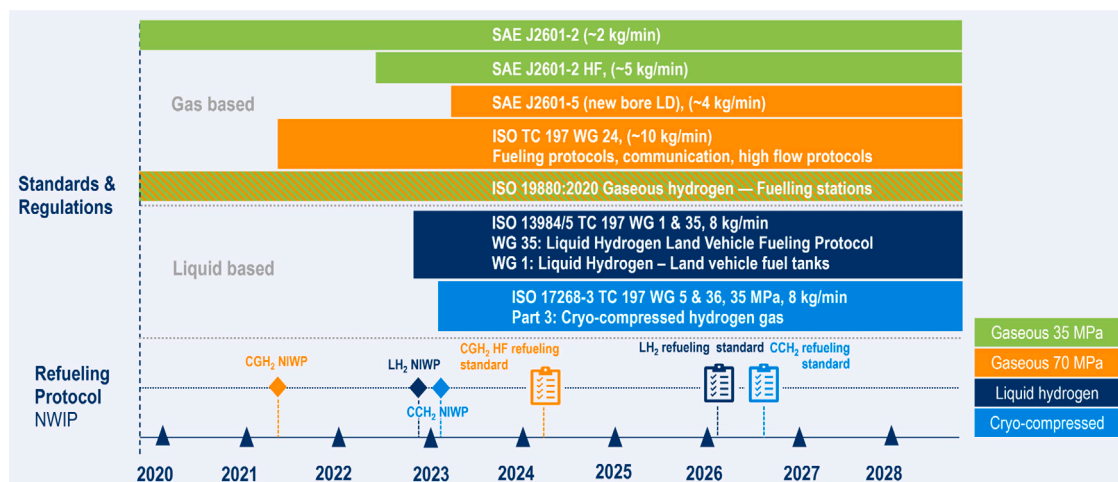 SAE J2601-2 (~2 kg/min)
SAE J2601-2 HF, (~5 kg/min)
Gas based
SAE J2601-5 (new bore LD), (~4 kg/min)
ISO TC 197 WG 24, (~10 kg/min)
Fueling protocols, communication, high flow protocols
Standards &
Regulations
ISO 19880:2020 Gaseous hydrogen — Fuelling stations
ISO 13984/5 TC 197 WG 1 & 35, 8 kg/min
WG 35: Liquid Hydrogen Land Vehicle Fueling Protocol
WG 1: Liquid Hydrogen – Land vehicle fuel tanks
Liquid based
ISO 17268-3 TC 197 WG 5 & 36, 35 MPa, 8 kg/min
Part 3: Cryo-compressed hydrogen gas
Gaseous 35 MPa
Gaseous 70 MPa
Liquid hydrogen
Cryo-compressed
Refueling
Protocol
NWIP
CGH₂ NIWP
LH₂ NIWP
CCH₂ NIWP
CGH₂ HF refueling
standard
LH₂ refueling standard
CCH₂ refueling
standard
2020
2021
2022
2023
2024
2025
2026
2027
2028